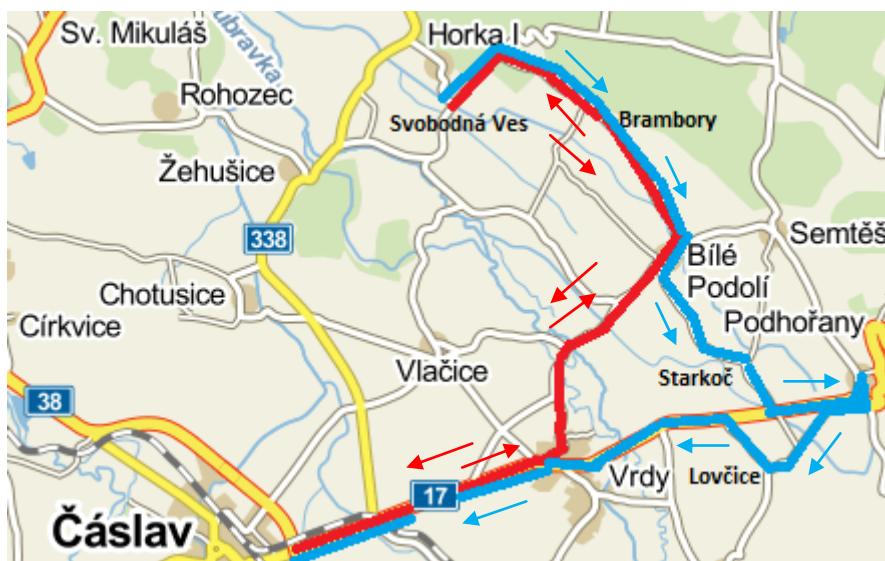 Sv. Mikuláš
Horka I
Rohozec
Svobodná Ves
Brambory
Žehušice
338
Semtěš
Bílé
Podolí
Chotusice
Podhořany
Církvice
Vlačice
Starkoč
38
17
Vrdy
Lovčice
Čáslav